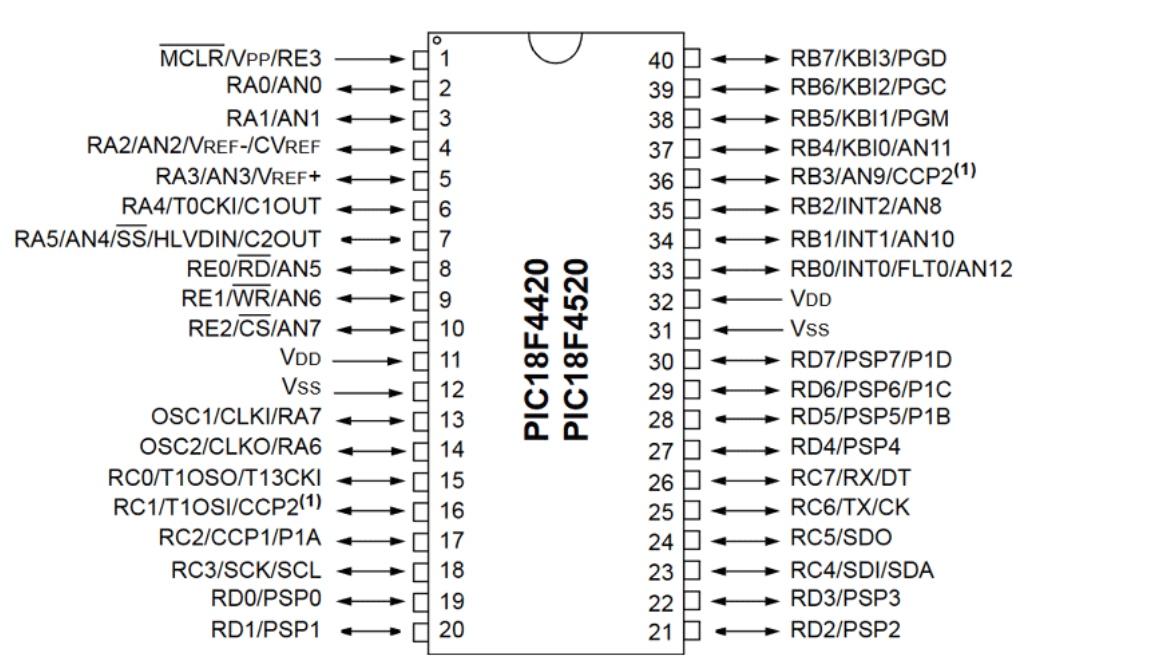 MCLR/VPP/RE3 1 40 RB7/KBI3/PGD
RA0/AN0 2 39 RB6/KBI2/PGC
RA1/AN1 3 38 RB5/KBI1/PGM
RA2/AN2/VREF-/CVREF 4 37 RB4/KBI0/AN11
RA3/AN3/VREF+ 5 36 RB3/AN9/CCP2(1)
RA4/T0CKI/C1OUT 6 35 RB2/INT2/AN8
RA5/AN4/SS/HLVDIN/C2OUT 7 34 RB1/INT1/AN10
RE0/RD/AN5 8 33 RB0/INT0/FLT0/AN12
RE1/WR/AN6 9 32 VDD
RE2/CS/AN7 10 31 VSS
VDD 11 30 RD7/PSP7/P1D
VSS 12 29 RD6/PSP6/P1C
OSC1/CLKI/RA7 13 28 RD5/PSP5/P1B
OSC2/CLKO/RA6 14 27 RD4/PSP4
RC0/T1OSO/T13CKI 15 26 RC7/RX/DT
RC1/T1OSI/CCP2(1) 16 25 RC6/TX/CK
RC2/CCP1/P1A 17 24 RC5/SDO
RC3/SCK/SCL 18 23 RC4/SDI/SDA
RD0/PSP0 19 22 RD3/PSP3
RD1/PSP1 20 21 RD2/PSP2
PIC18F4420
PIC18F4520